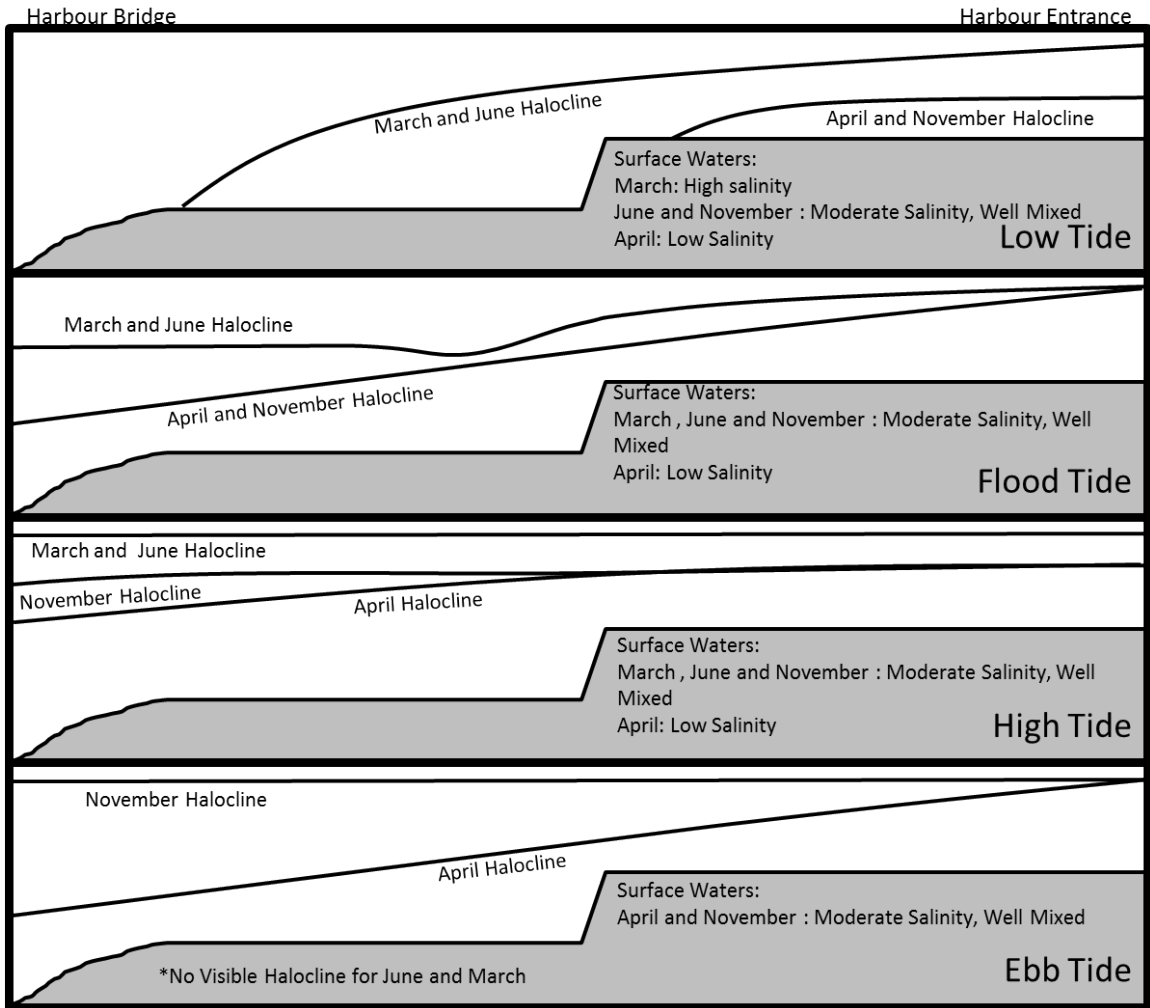 Harbour Bridge
Harbour Entrance
March and June Halocline
April and November Halocline
Surface Waters:
March: High salinity
June and November : Moderate Salinity, Well Mixed
April: Low Salinity
Low Tide
March and June Halocline
April and November Halocline
Surface Waters:
March , June and November : Moderate Salinity, Well
Mixed
April: Low Salinity
Flood Tide
March and June Halocline
November Halocline
April Halocline
Surface Waters:
March , June and November : Moderate Salinity, Well
Mixed
April: Low Salinity
High Tide
November Halocline
April Halocline
Surface Waters:
April and November : Moderate Salinity, Well Mixed
*No Visible Halocline for June and March
Ebb Tide